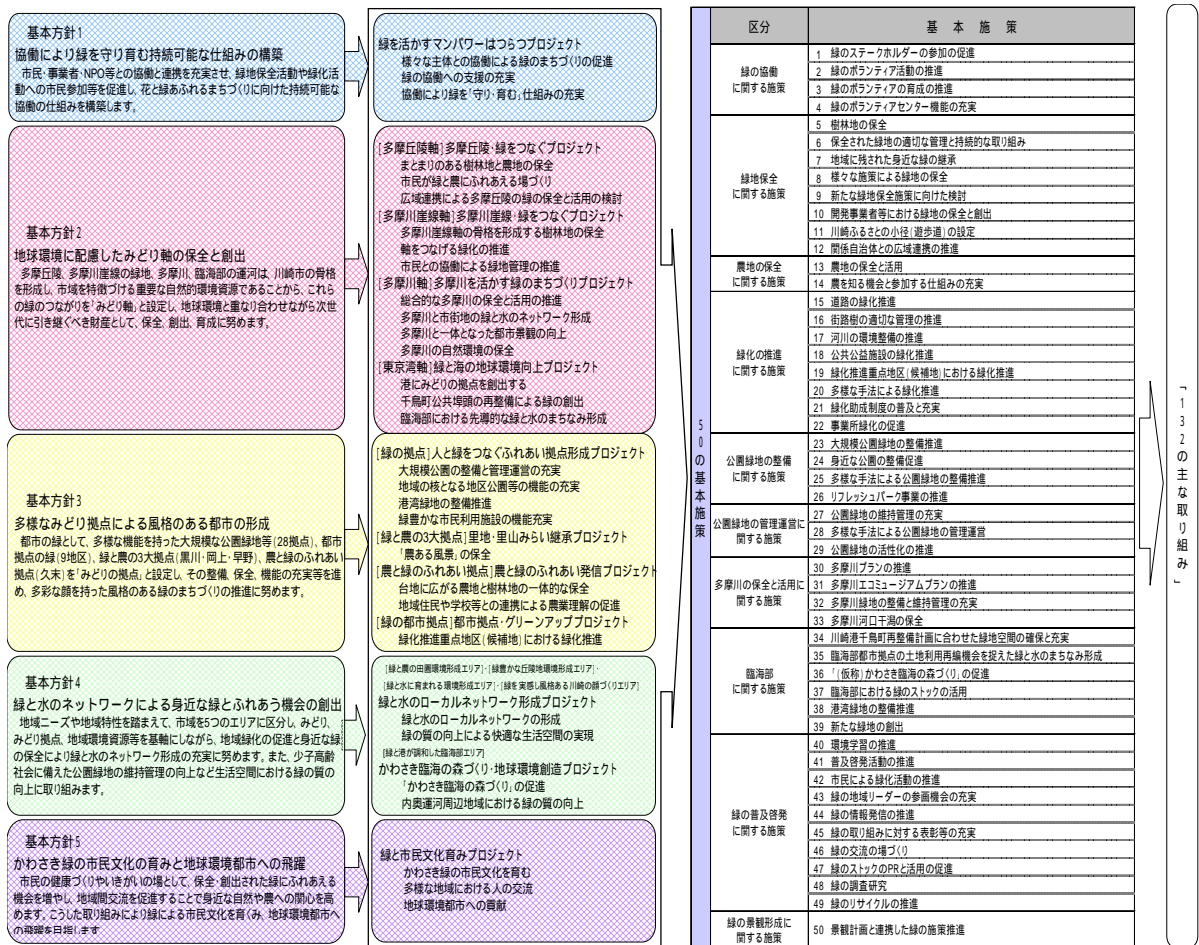 基本方針1
協働により緑を守り育む持続可能な仕組みの構築
市民・事業者・NPO等との協働と連携を充実させ、緑地保全活動や緑化活
動への市民参加等を促進し、花と緑あふれるまちづくりに向けた持続可能な
協働の仕組みを構築します。
緑を活かすマンパワーはつらつプロジェクト
様々な主体との協働による緑のまちづくりの促進
緑の協働への支援の充実
協働により緑を「守り・育む」仕組みの充実
基本方針2
地球環境に配慮したみどり軸の保全と創出
多摩丘陵、多摩川崖線の緑地、多摩川、臨海部の運河は、川崎市の骨格
を形成し、市域を特徴づける重要な自然的環境資源であることから、これら
の緑のつながりを「みどり軸」と設定し、地球環境と重なり合わせながら次世
代に引き継ぐべき財産として、保全、創出、育成に努めます。
[多摩丘陵軸]多摩丘陵・緑をつなぐプロジェクト
まとまりのある樹林地と農地の保全
市民が緑と農にふれあえる場づくり
広域連携による多摩丘陵の緑の保全と活用の検討
[多摩川崖線軸]多摩川崖線・緑をつなぐプロジェクト
多摩川崖線軸の骨格を形成する樹林地の保全
軸をつなげる緑化の推進
市民との協働による緑地管理の推進
[多摩川軸]多摩川を活かす緑のまちづくりプロジェクト
総合的な多摩川の保全と活用の推進
多摩川と市街地の緑と水のネットワーク形成
多摩川と一体となった都市景観の向上
多摩川の自然環境の保全
[東京湾軸]緑と海の地球環境向上プロジェクト
港にみどりの拠点を創出する
千鳥町公共埠頭の再整備による緑の創出
臨海部における先導的な緑と水のまちなみ形成
基本方針3
多様なみどり拠点による風格のある都市の形成
都市の緑として、多様な機能を持った大規模な公園緑地等(28拠点)、都市
拠点の緑(9地区)、緑と農の3大拠点(黒川・岡上・早野)、農と緑のふれあい
拠点(久末)を「みどりの拠点」と設定し、その整備、保全、機能の充実等を進
め、多彩な顔を持った風格のある緑のまちづくりの推進に努めます。
[緑の拠点]人と緑をつなぐふれあい拠点形成プロジェクト
大規模公園の整備と管理運営の充実
地域の核となる地区公園等の機能の充実
港湾緑地の整備推進
緑豊かな市民利用施設の機能充実
[緑と農の3大拠点]里地・里山みらい継承プロジェクト
「農ある風景」の保全
[農と緑のふれあい拠点]農と緑のふれあい発信プロジェクト
台地に広がる農地と樹林地の一体的な保全
地域住民や学校等との連携による農業理解の促進
[緑の都市拠点]都市拠点・グリーンアッププロジェクト
緑化推進重点地区(候補地)における緑化推進
基本方針4
緑と水のネットワークによる身近な緑とふれあう機会の創出
地域ニーズや地域特性を踏まえて、市域を5つのエリアに区分し、みどり、
みどり拠点、地域環境資源等を基軸にしながら、地域緑化の促進と身近な緑
の保全により緑と水のネットワーク形成の充実に努めます。また、少子高齢
社会に備えた公園緑地の維持管理の向上など生活空間における緑の質の
向上に取り組みます。
[緑と農の田園環境形成エリア]・[緑豊かな丘陵地環境形成エリア]・
[緑と水に育まれる環境形成エリア]・[緑を実感し風格ある川崎の顔づくりエリア]
緑と水のローカルネットワーク形成プロジェクト
緑と水のローカルネットワークの形成
緑の質の向上による快適な生活空間の実現
[緑と港が調和した臨海部エリア]
かわさき臨海の森づくり・地球環境創造プロジェクト
「かわさき臨海の森づくり」の促進
内奥運河周辺地域における緑の質の向上
基本方針5
かわさき緑の市民文化の育みと地球環境都市への飛躍
市民の健康づくりやいきがいの場として、保全・創出された緑にふれあえる
機会を増やし、地域間交流を促進することで身近な自然や農への関心を高
めます。こうした取り組みにより緑による市民文化を育くみ、地球環境都市へ
の飛躍を目指します
緑と市民文化育みプロジェクト
かわさき緑の市民文化を育む
多様な地域における人の交流
地球環境都市への貢献
50の基本施策
区分 基本施策
緑の協働
に関する施策
1 緑のステークホルダーの参加の促進
2 緑のボランティア活動の推進
3 緑のボランティアの育成の推進
4 緑のボランティアセンター機能の充実
緑地保全
に関する施策
5 樹林地の保全
6 保全された緑地の適切な管理と持続的な取り組み
7 地域に残された身近な緑の継承
8 様々な施策による緑地の保全
9 新たな緑地保全施策に向けた検討
10 開発事業者等における緑地の保全と創出
11 川崎ふるさとの小径(遊歩道)の設定
12 関係自治体との広域連携の推進
農地の保全
に関する施策
13 農地の保全と活用
14 農を知る機会と参加する仕組みの充実
緑化の推進
に関する施策
15 道路の緑化推進
16 街路樹の適切な管理の推進
17 河川の環境整備の推進
18 公共公益施設の緑化推進
19 緑化推進重点地区(候補地)における緑化推進
20 多様な手法による緑化推進
21 緑化助成制度の普及と充実
22 事業所緑化の促進
公園緑地の整備
に関する施策
23 大規模公園緑地の整備推進
24 身近な公園の整備促進
25 多様な手法による公園緑地の整備推進
26 リフレッシュパーク事業の推進
公園緑地の管理運営に
関する施策
27 公園緑地の維持管理の充実
28 多様な手法による公園緑地の管理運営
29 公園緑地の活性化の推進
多摩川の保全と活用に
関する施策
30 多摩川プランの推進
31 多摩川エコミュージアムプランの推進
32 多摩川緑地の整備と維持管理の充実
33 多摩川河口干潟の保全
臨海部
に関する施策
34 川崎港千鳥町再整備計画に合わせた緑地空間の確保と充実
35 臨海部都市拠点の土地利用再編機会を捉えた緑と水のまちなみ形成
36 「(仮称)かわさき臨海の森づくり」の促進
37 臨海部における緑のストックの活用
38 港湾緑地の整備推進
39 新たな緑地の創出
緑の普及啓発
に関する施策
40 環境学習の推進
41 普及啓発活動の推進
42 市民による緑化活動の推進
43 緑の地域リーダーの参画機会の充実
44 緑の情報発信の推進
45 緑の取り組みに対する表彰等の充実
46 緑の交流の場づくり
47 緑のストックのPRと活用の促進
48 緑の調査研究
49 緑のリサイクルの推進
緑の景観形成に
関する施策
50 景観計画と連携した緑の施策推進
「132の主な取り組み」